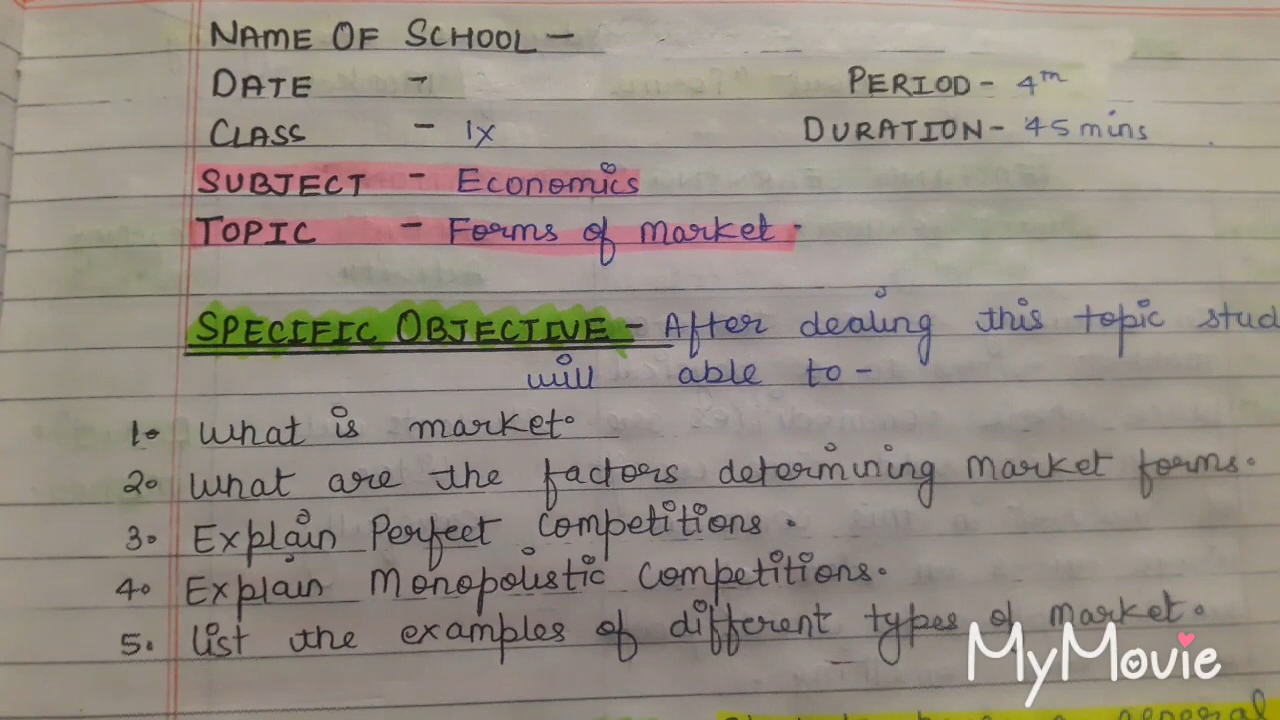 NAME OF SCHOOL -
DATE - PERIOD - 4th
CLASS - IX DURATION - 45 mins
SUBJECT - Economics
TOPIC - Forms of market.
SPECIFIC OBJECTIVE - After dealing this topic stud
will able to -
1. What is market.
2. What are the factors determining market forms.
3. Explain Perfect Competitions.
4. Explain Monopolistic Competitions.
5. List the examples of different types of market.
MyMovie
general